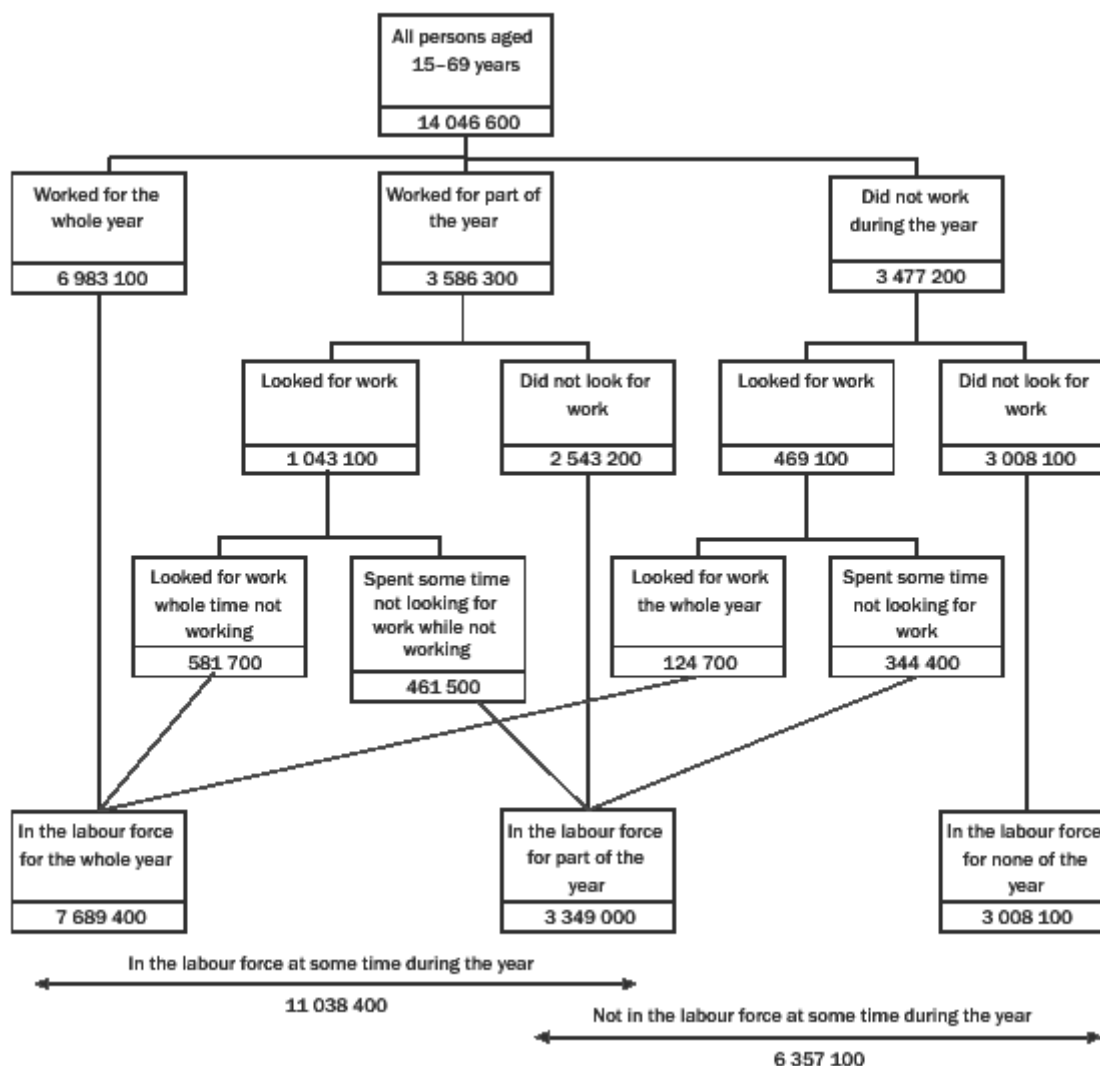 All persons aged
15–69 years
14 046 600
Worked for the
whole year
6 983 100
Worked for part of
the year
3 586 300
Did not work
during the year
3 477 200
Looked for work
1 043 100
Did not look for
work
2 543 200
Looked for work
469 100
Did not look for
work
3 008 100
Looked for work
whole time not
working
581 700
Spent some time
not looking for
work while not
working
461 500
Looked for work
the whole year
124 700
Spent some time
not looking for
work
344 400
In the labour force
for the whole year
7 689 400
In the labour force
for part of the
year
3 349 000
In the labour force
for none of the
year
3 008 100
In the labour force at some time during the year
11 038 400
Not in the labour force at some time during the year
6 357 100